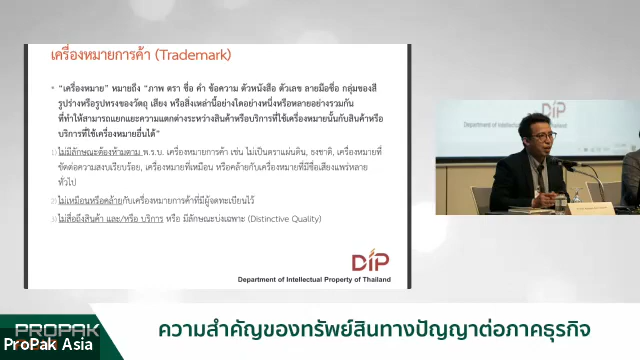 เครื่องหมายการค้า (Trademark)
• "เครื่องหมาย" หมายถึง "ภาพ ตรา ชื่อ คำ ข้อความ ตัวหนังสือ ตัวเลข ลายมือชื่อ กลุ่มของสี
รูปร่างหรือรูปทรงของวัตถุ เสียง หรือสิ่งเหล่านี้อย่างใดอย่างหนึ่งหรือหลายอย่างรวมกัน
ที่ทำให้สามารถแยกแยะความแตกต่างระหว่างสินค้าหรือบริการที่ใช้เครื่องหมายนั้นกับสินค้าหรือ
บริการที่ใช้เครื่องหมายอื่นได้"
1) ไม่มีลักษณะต้องห้ามตาม พ.ร.บ. เครื่องหมายการค้า เช่น ไม่เป็นตราแผ่นดิน, ธงชาติ, เครื่องหมายที่
ขัดต่อความสงบเรียบร้อย, เครื่องหมายที่เหมือน หรือคล้ายกับเครื่องหมายที่มีชื่อเสียงแพร่หลาย
ทั่วไป
2) ไม่เหมือนหรือคล้ายกับเครื่องหมายการค้าที่มีผู้จดทะเบียนไว้
3) ไม่สื่อถึงสินค้า และ/หรือ บริการ หรือ มีลักษณะบ่งเฉพาะ (Distinctive Quality)
DIP
Department of Intellectual Property of Thailand
DIP
Department of Intellectual Property of Thailand
PROPAK
ProPak Asia
ความสำคัญของทรัพย์สินทางปัญญาต่อภาคธุรกิจ